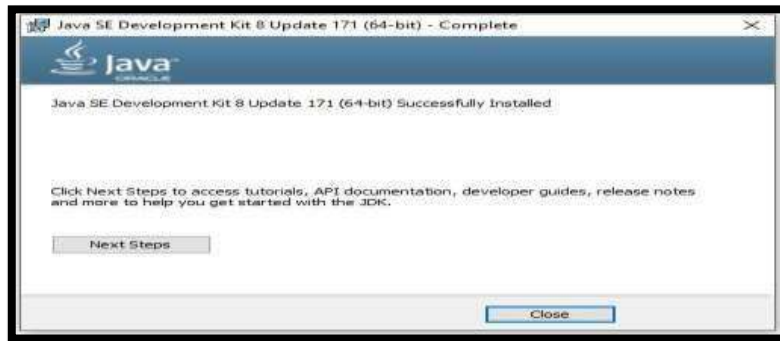 Java SE Development Kit 8 Update 171 (64-bit) - Complete
Java
ORACLE
Java SE Development Kit 8 Update 171 (64-bit) Successfully Installed
Click Next Steps to access tutorials, API documentation, developer guides, release notes
and more to help you get started with the JDK.
Next Steps
Close